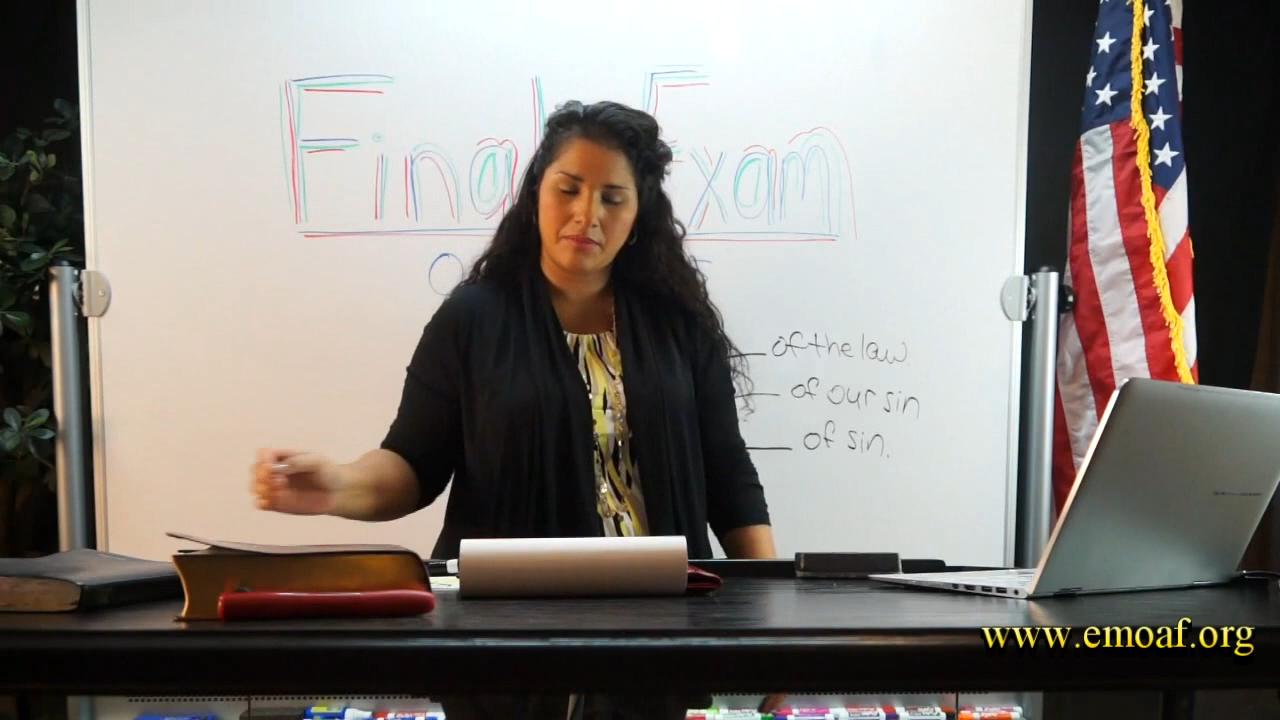 Final Exam
of the law
of our sin
of sin.
www.emoaf.org